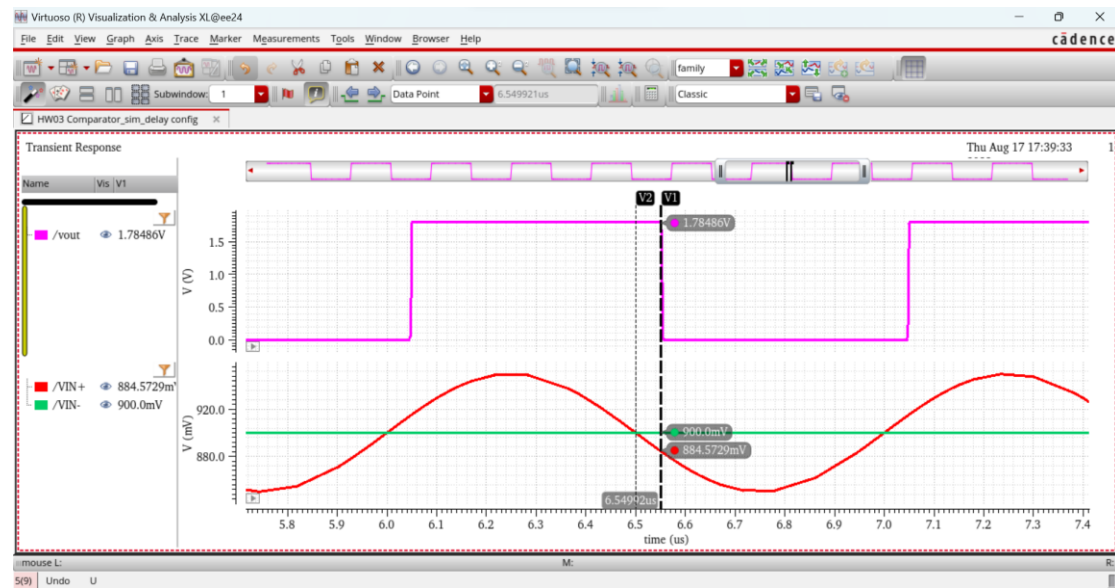 Virtuoso (R) Visualization & Analysis XL@ee24
File Edit View Graph Axis Trace Marker Measurements Tools Window Browser Help
cādence
family
Subwindow: 1
Data Point
6.549921us
Classic
HW03 Comparator_sim_delay config
Transient Response
Thu Aug 17 17:39:33
1
Name Vis V1
/vout 1.78486V
/VIN+ 884.5729m
/VIN- 900.0mV
V2 V1
1.78486V
V (V)
1.5
1.0
0.5
0.0
V (mV)
920.0
880.0
900.0mV
884.5729mV
6.54992us
5.8 5.9 6.0 6.1 6.2 6.3 6.4 6.5 6.6 6.7 6.8 6.9 7.0 7.1 7.2 7.3 7.4
time (us)
mouse L: M: R:
5(9) Undo U